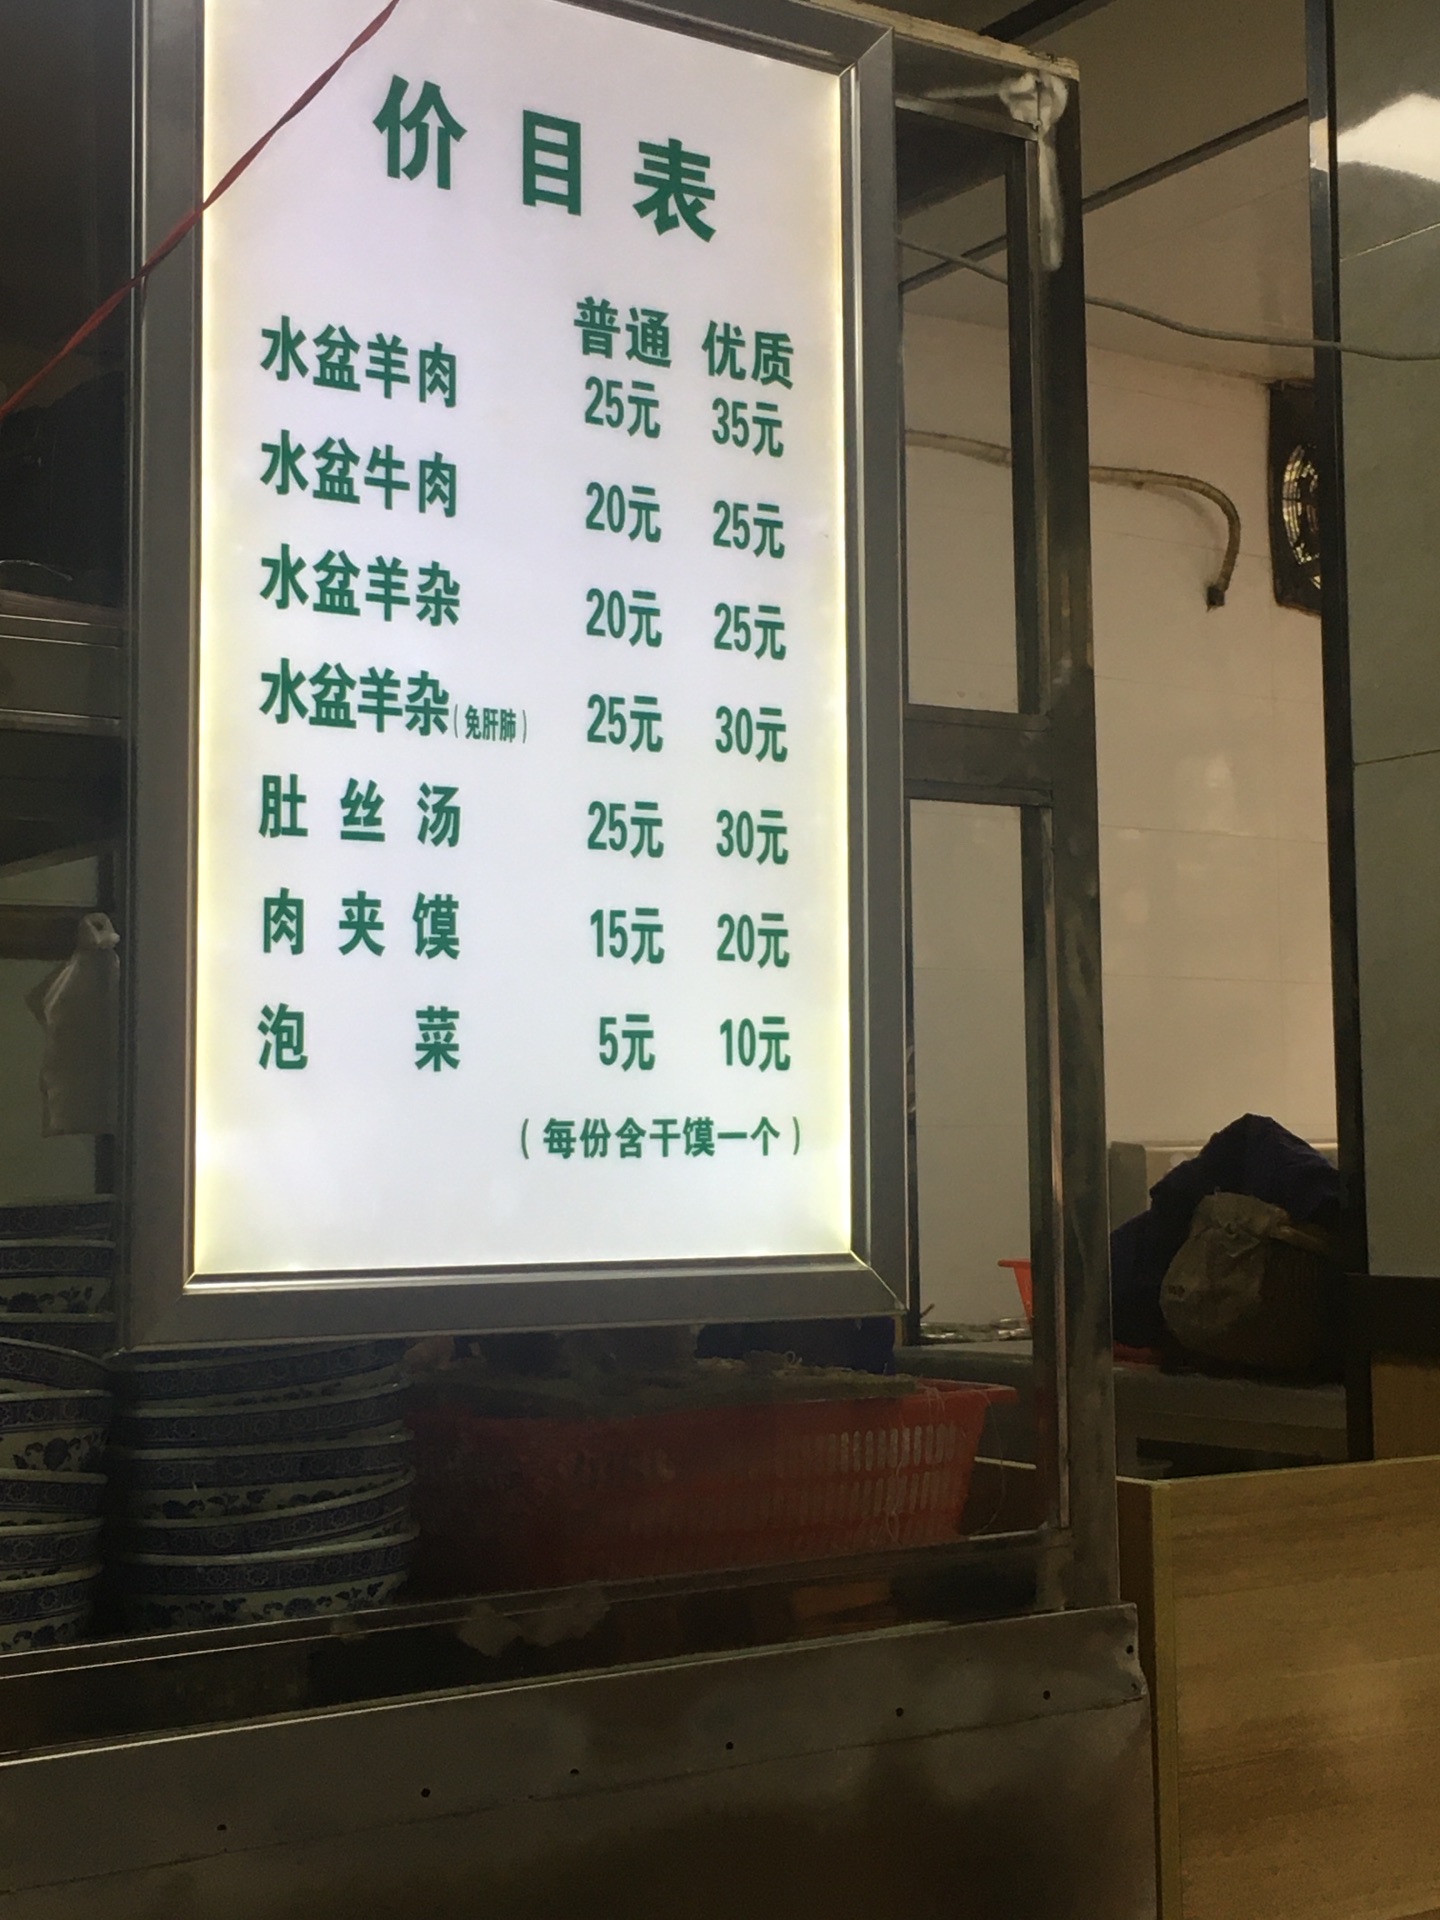 价目表
普通 优质
水盆羊肉 25元 35元
水盆牛肉 20元 25元
水盆羊杂 20元 25元
水盆羊杂(免肝肺) 25元 30元
肚丝汤 25元 30元
肉夹馍 15元 20元
泡菜 5元 10元
(每份含干馍一个)